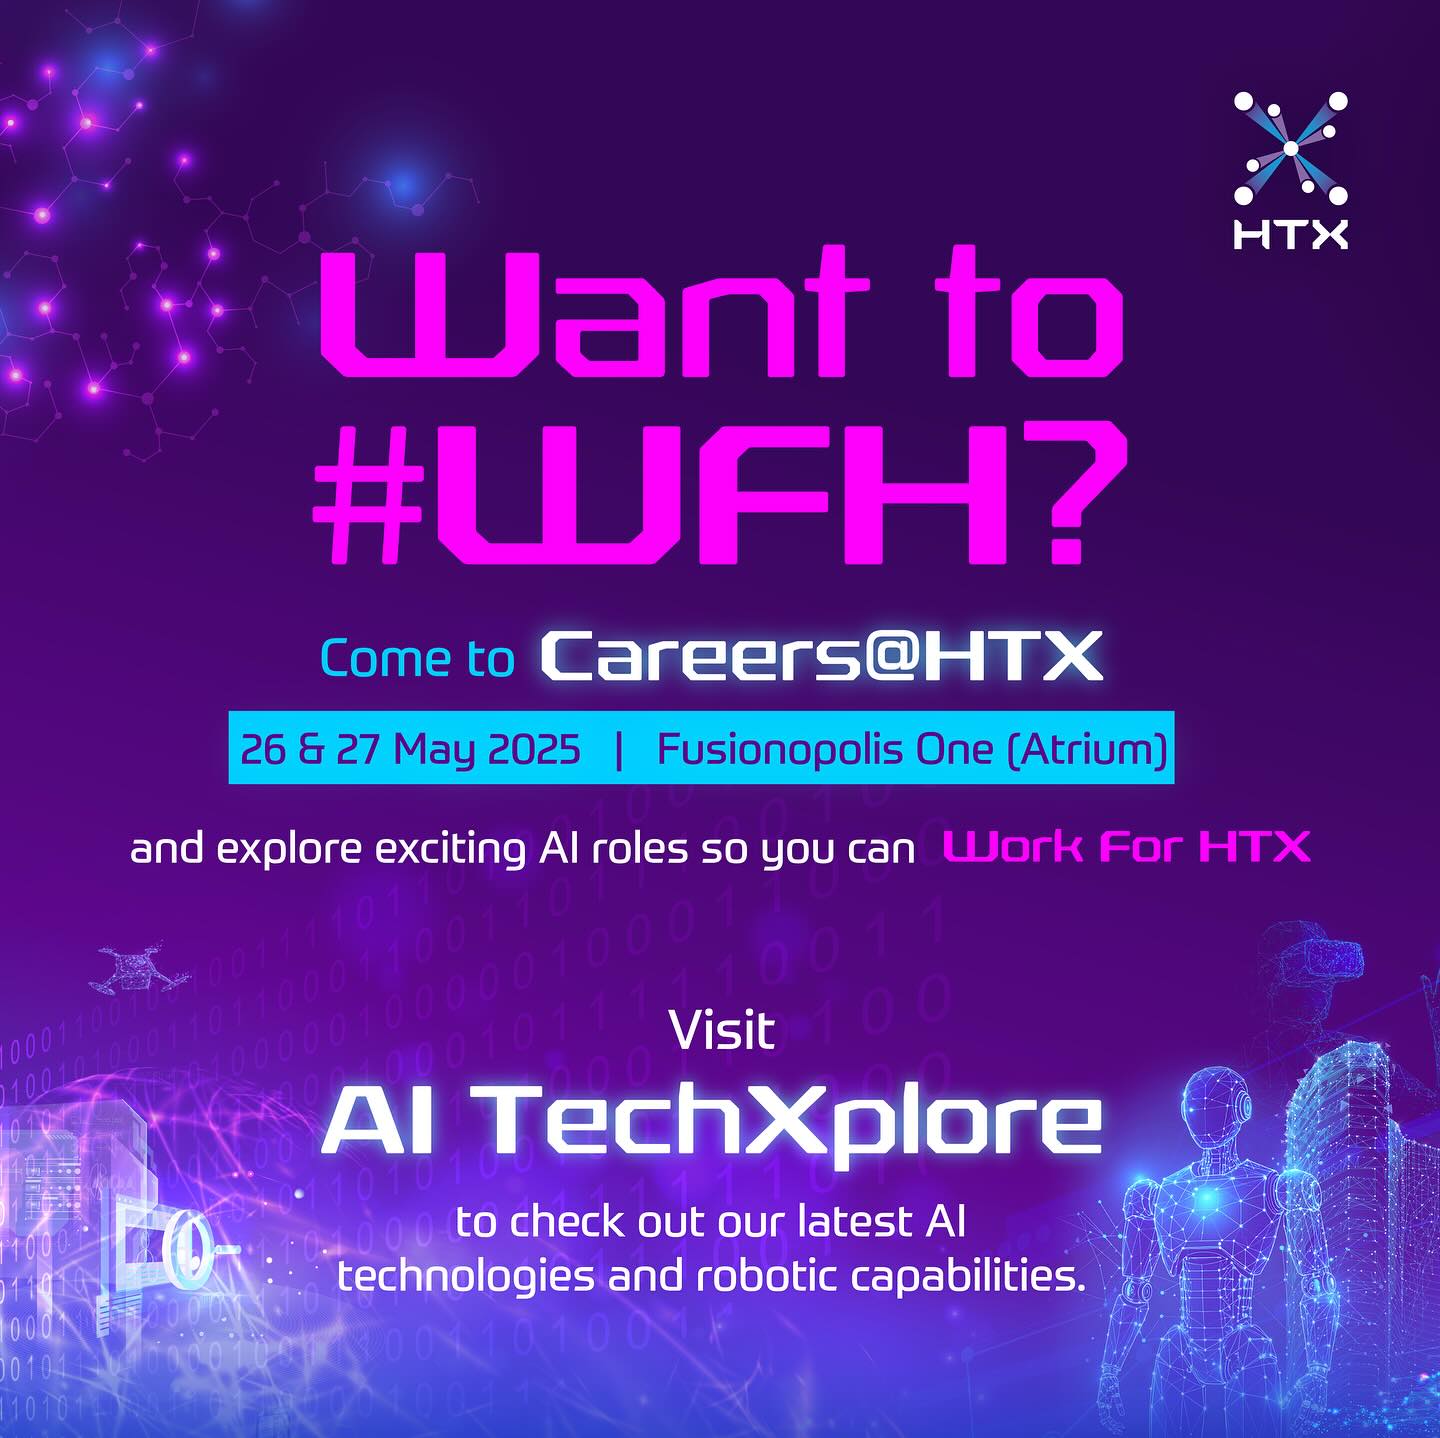 HTX
Want to
#WFH?
Come to Careers@HTX
26 & 27 May 2025 | Fusionopolis One (Atrium)
and explore exciting AI roles so you can Work For HTX
Visit
AI TechXplore
to check out our latest AI
technologies and robotic capabilities.